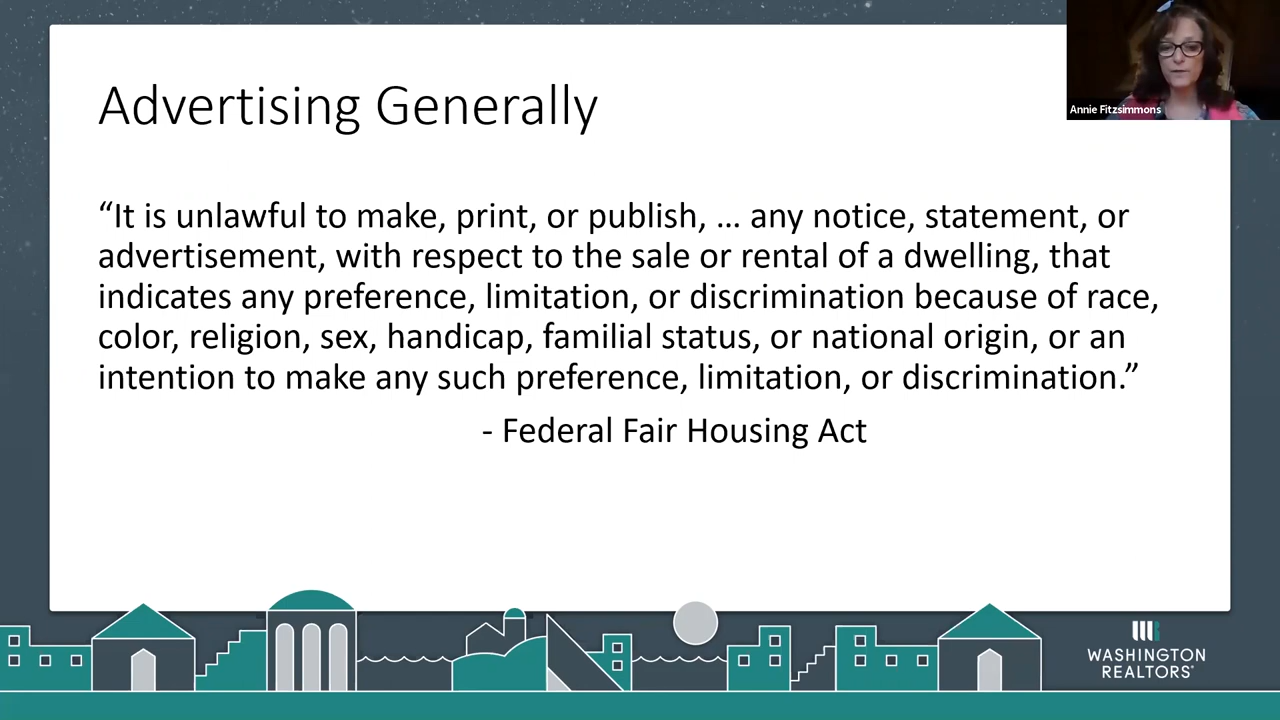 Advertising Generally
Annie Fitzsimmons
“It is unlawful to make, print, or publish, … any notice, statement, or
advertisement, with respect to the sale or rental of a dwelling, that
indicates any preference, limitation, or discrimination because of race,
color, religion, sex, handicap, familial status, or national origin, or an
intention to make any such preference, limitation, or discrimination.”
- Federal Fair Housing Act
WASHINGTON
REALTORS®